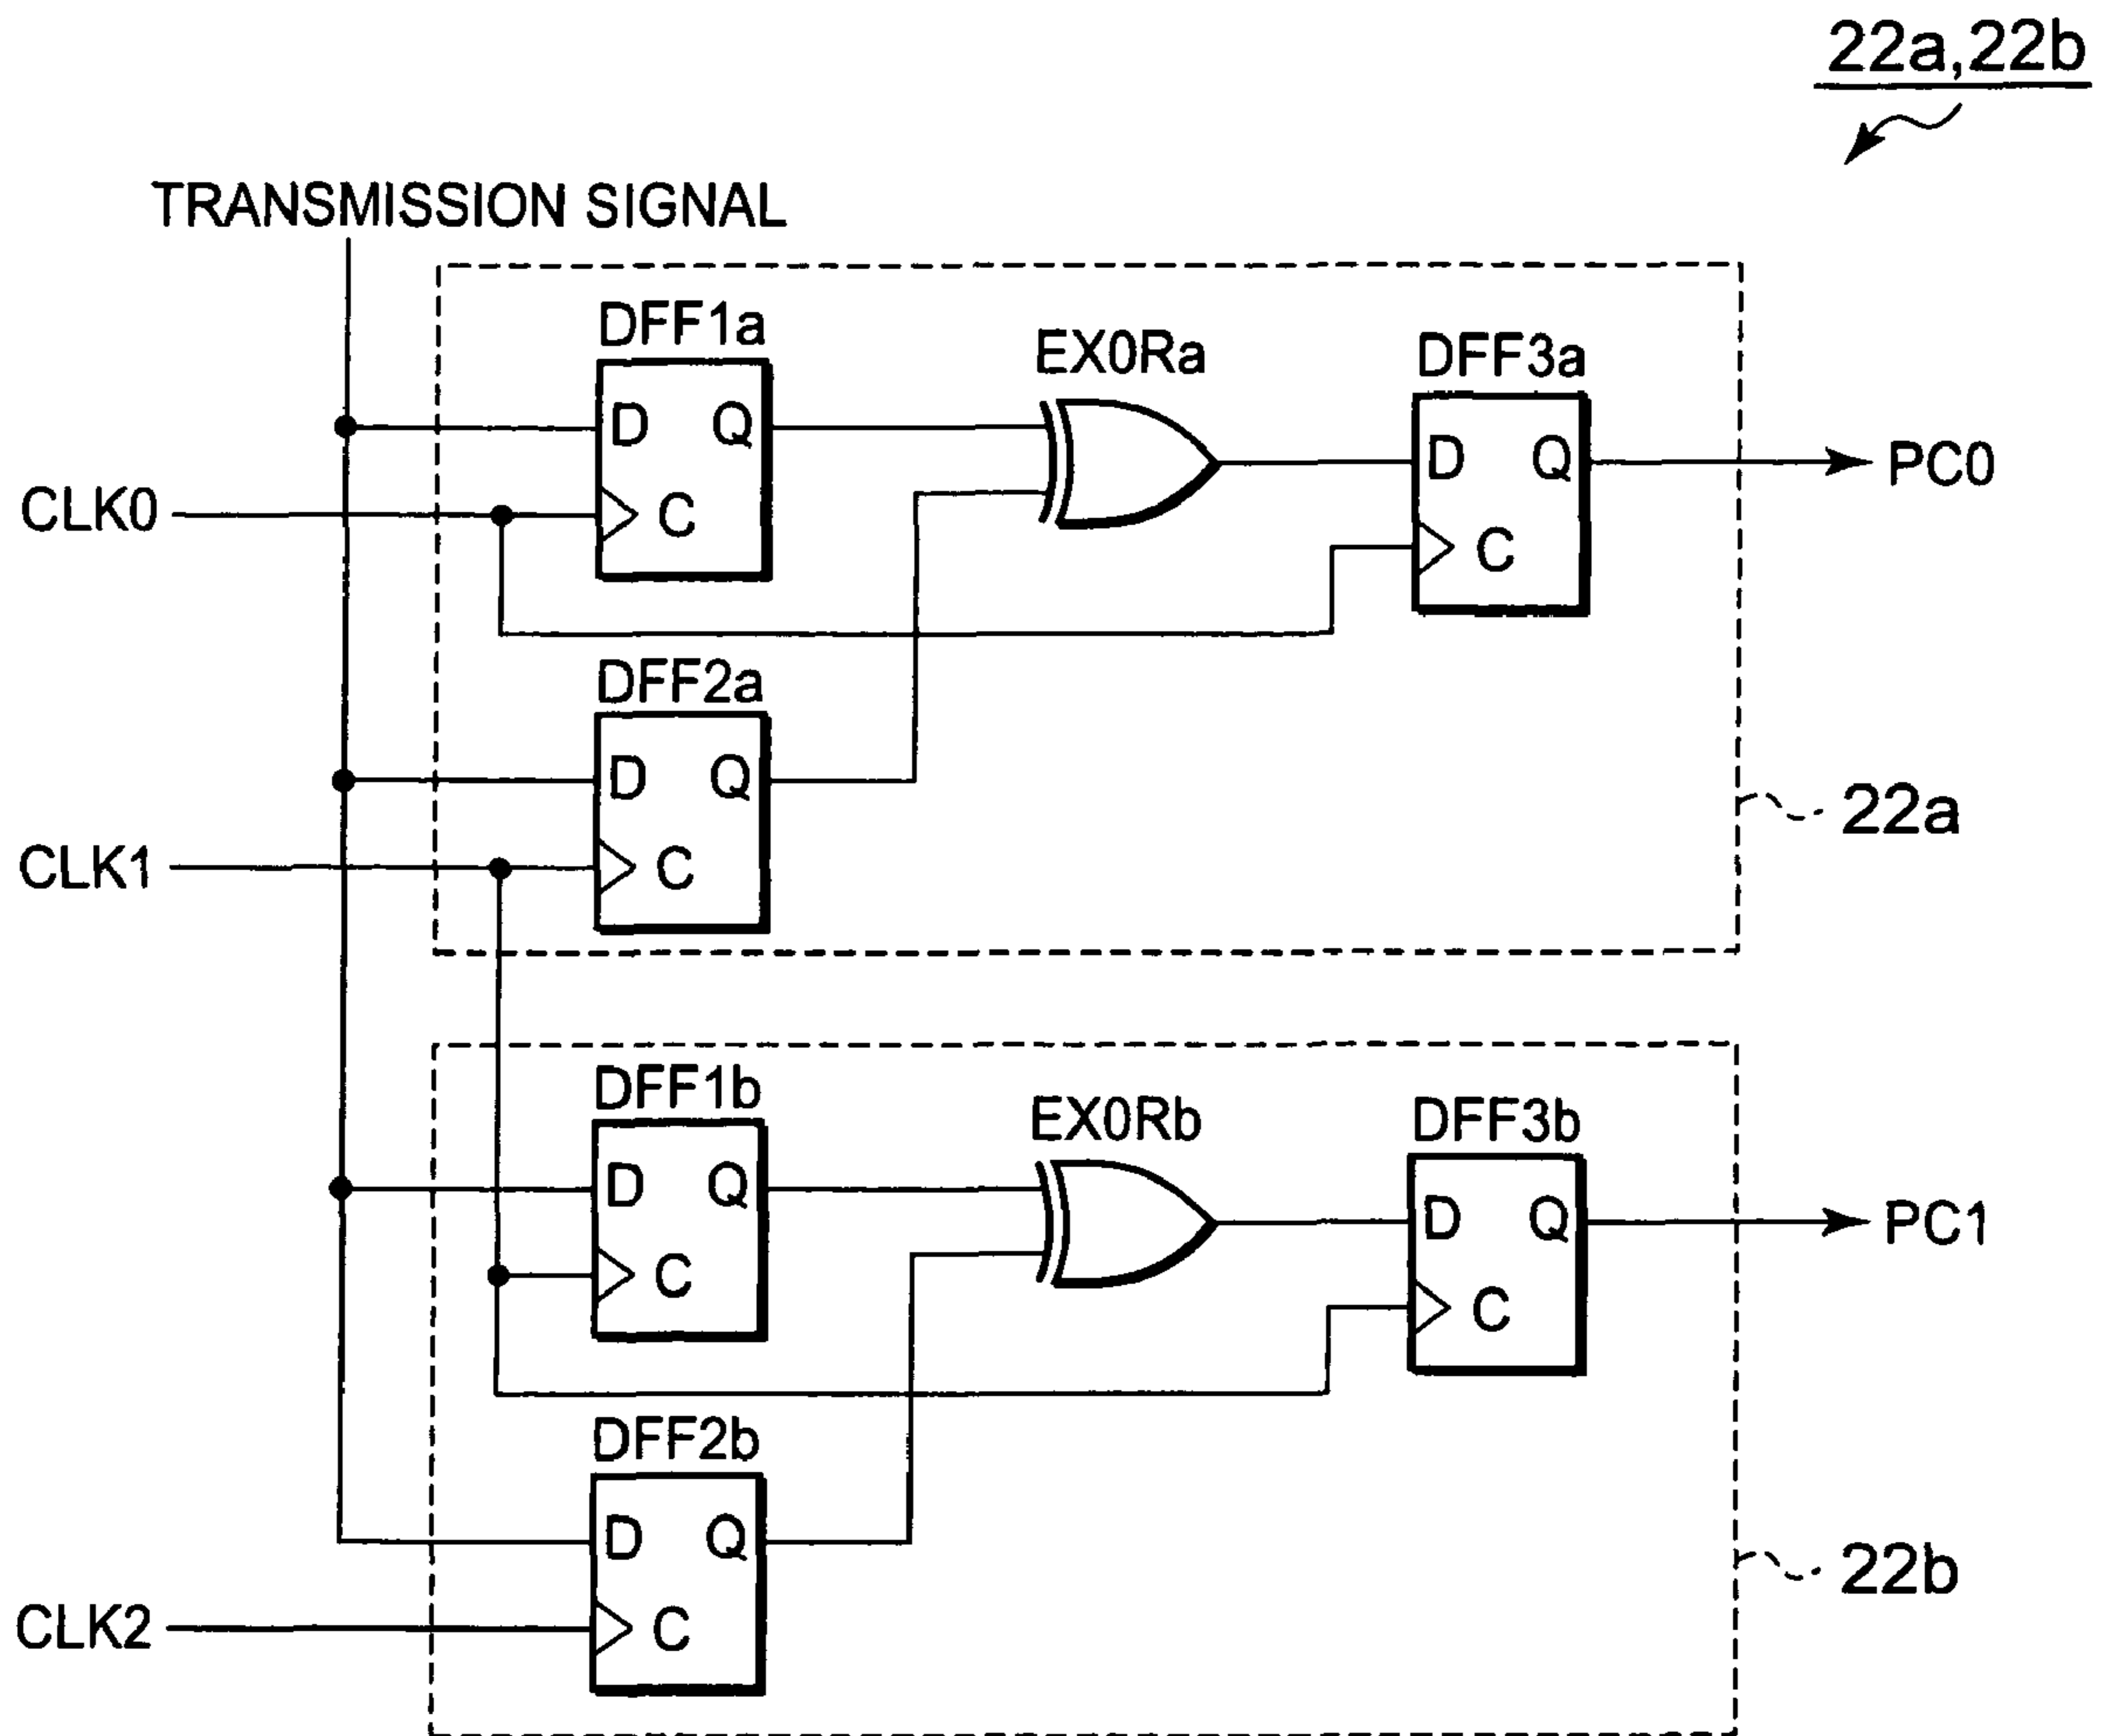 22a,22b
TRANSMISSION SIGNAL
DFF1a
EX0Ra
DFF3a
D Q
D Q
PC0
CLK0
C
C
DFF2a
D Q
22a
CLK1
C
DFF1b
EX0Rb
DFF3b
D Q
D Q
PC1
C
C
DFF2b
D Q
22b
CLK2
C